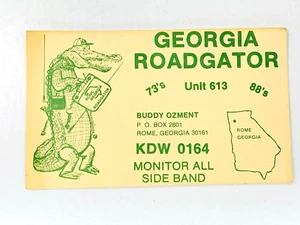 GEORGIA
ROADGATOR
73's Unit 613 88's
BUDDY OZMENT
P. O. BOX 2801
ROME, GEORGIA 30161
KDW 0164
MONITOR ALL
SIDE BAND
ROME
GEORGIA